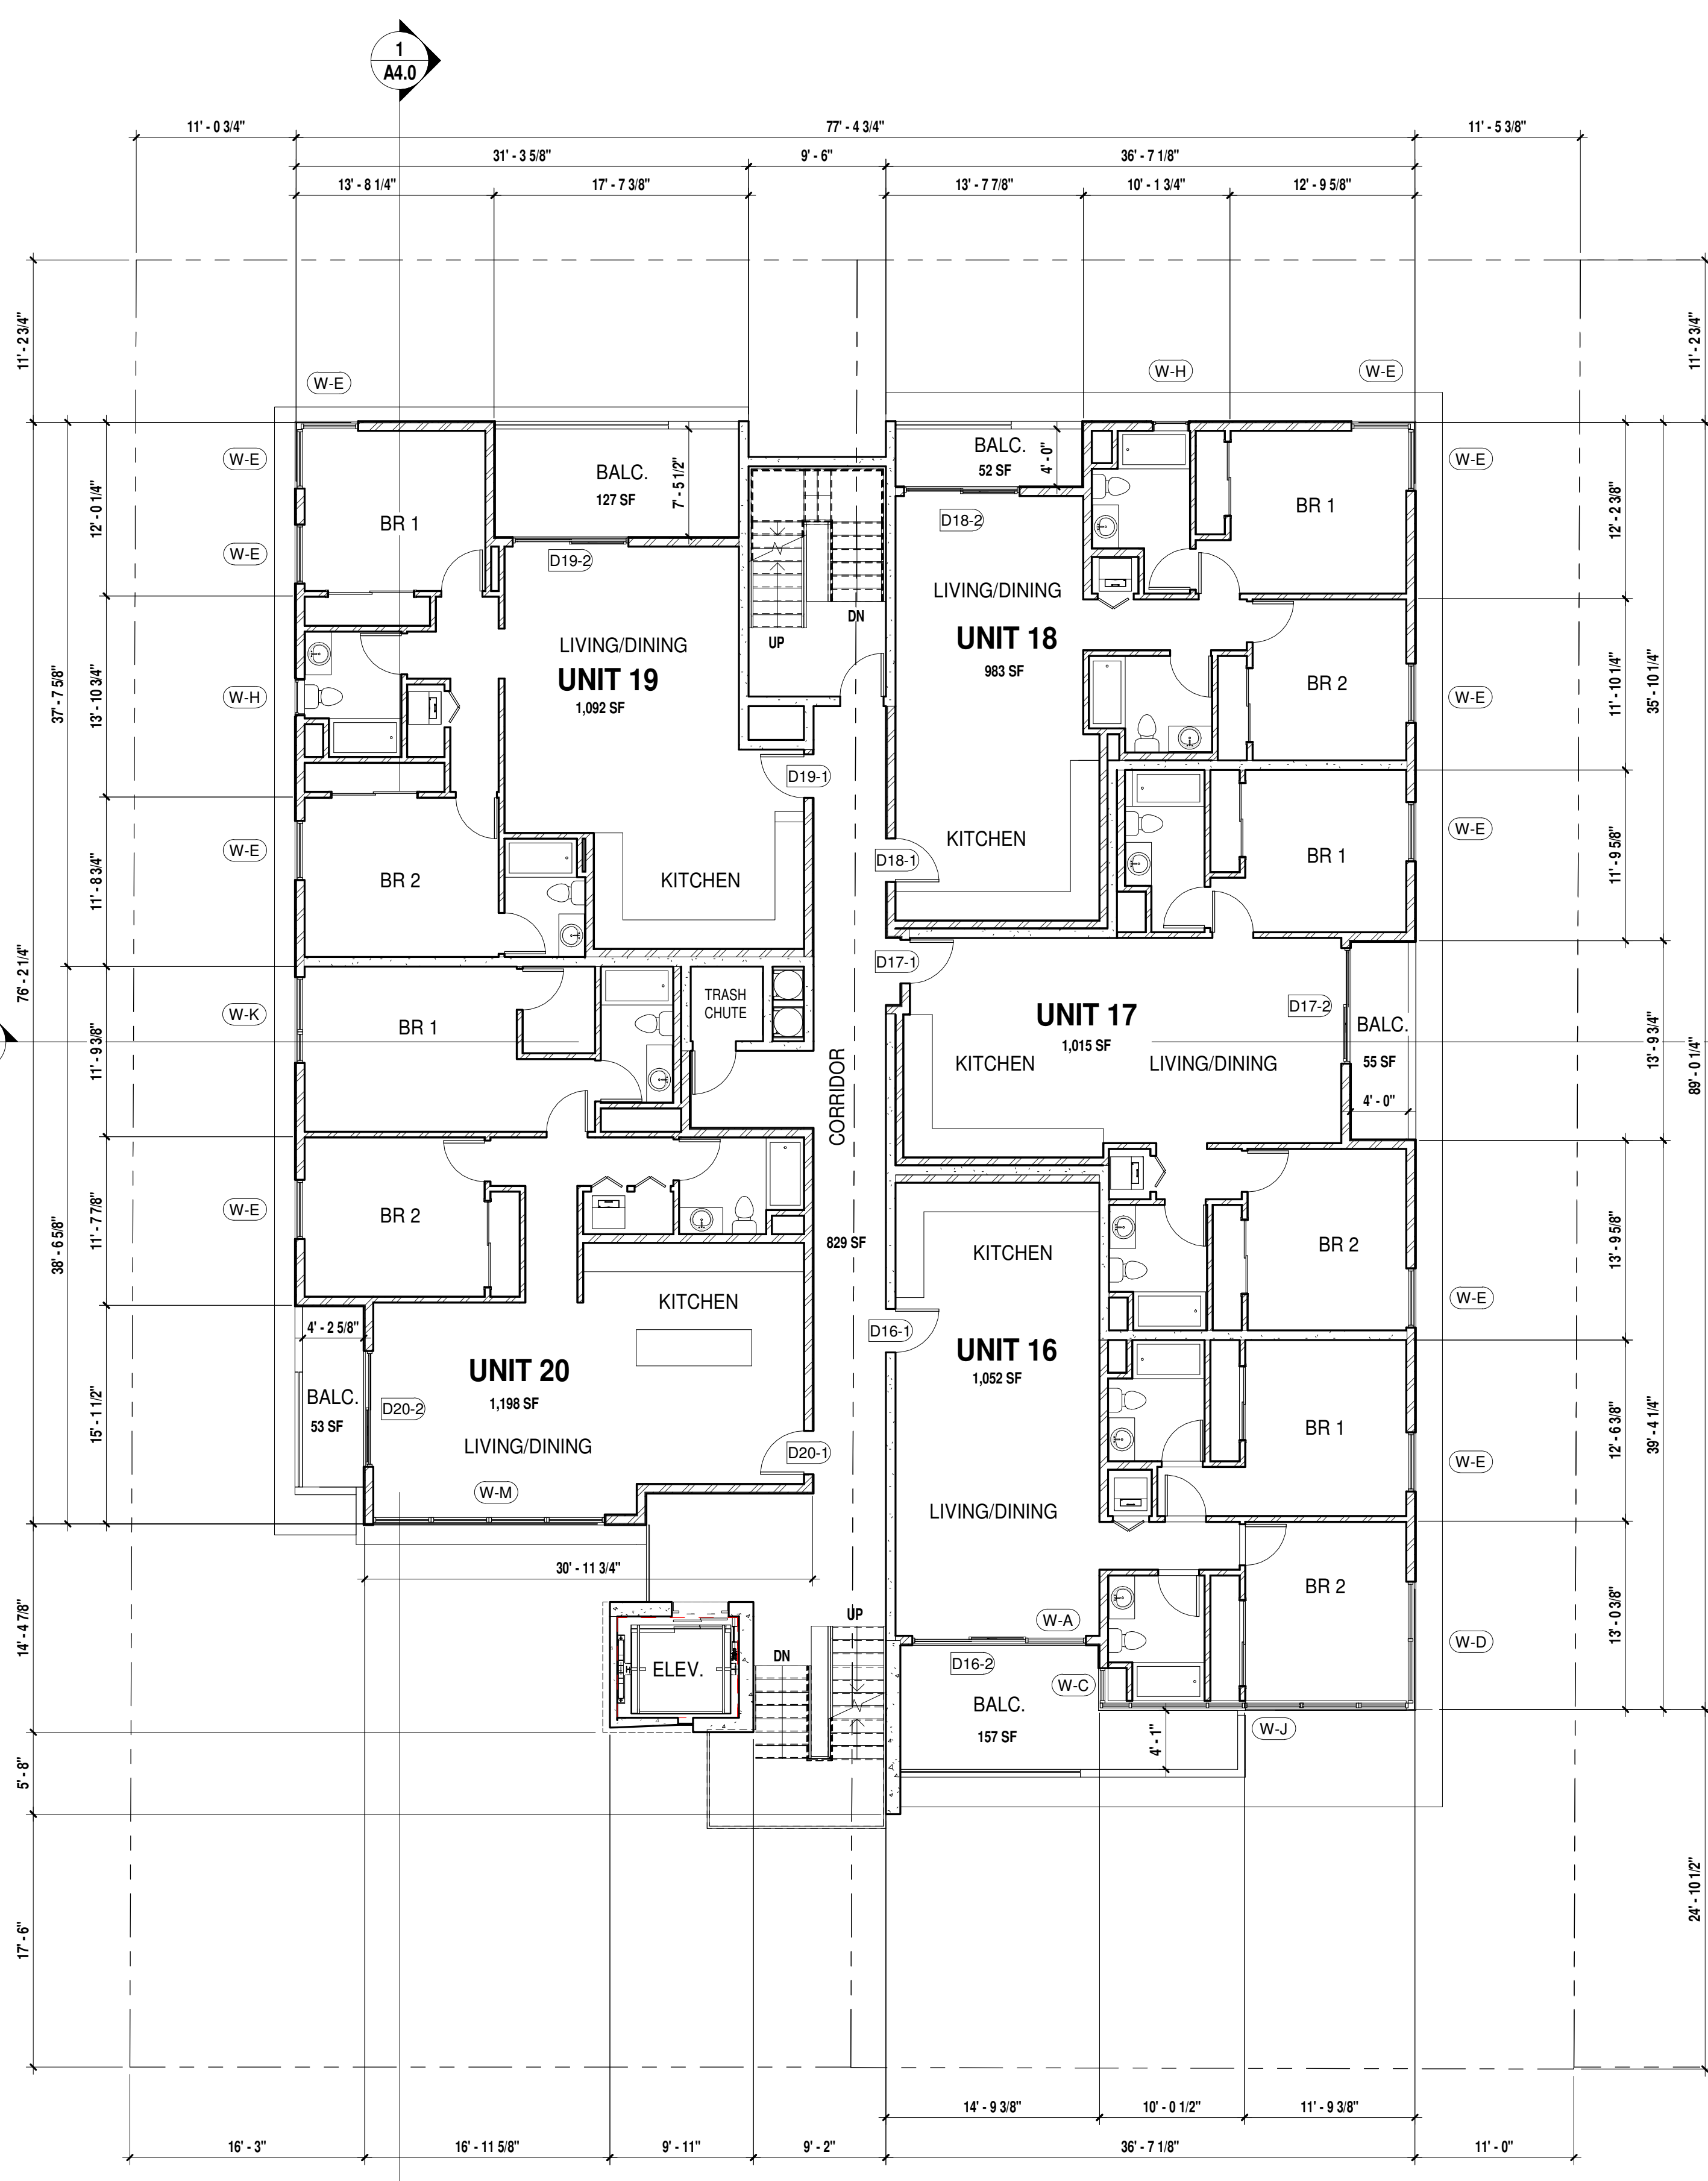 1
A4.0
11' - 0 3/4"
77' - 4 3/4"
11' - 5 3/8"
31' - 3 5/8"
9' - 6"
36' - 7 1/8"
13' - 8 1/4"
17' - 7 3/8"
13' - 7 7/8"
10' - 1 3/4"
12' - 9 5/8"
11' - 2 3/4"
11' - 2 3/4"
W-E
W-H
W-E
W-E
BALC.
127 SF
7' - 5 1/2"
BALC.
52 SF
4' - 0"
W-E
12' - 0 1/4"
BR 1
D18-2
BR 1
12' - 2 3/8"
W-E
D19-2
LIVING/DINING
DN
UP
LIVING/DINING
UNIT 19
1,092 SF
UNIT 18
983 SF
37' - 7 5/8"
13' - 10 3/4"
W-H
BR 2
W-E
11' - 10 1/4"
35' - 10 1/4"
D19-1
W-E
BR 2
11' - 8 3/4"
KITCHEN
KITCHEN
D18-1
BR 1
W-E
11' - 9 5/8"
76' - 2 1/4"
D17-1
TRASH
CHUTE
W-K
BR 1
11' - 9 3/8"
UNIT 17
1,015 SF
D17-2
BALC.
55 SF
4' - 0"
KITCHEN
LIVING/DINING
13' - 9 3/4"
89' - 0 1/4"
CORRIDOR
829 SF
W-E
BR 2
11' - 7 7/8"
38' - 6 5/8"
KITCHEN
KITCHEN
BR 2
W-E
13' - 9 5/8"
4' - 2 5/8"
D16-1
UNIT 16
1,052 SF
UNIT 20
1,198 SF
BALC.
53 SF
D20-2
15' - 1 1/2"
LIVING/DINING
D20-1
W-M
BR 1
W-E
12' - 6 3/8"
39' - 4 1/4"
LIVING/DINING
30' - 11 3/4"
BR 2
14' - 4 7/8"
UP
DN
ELEV.
W-A
D16-2
W-C
W-D
13' - 0 3/8"
BALC.
157 SF
4' - 1"
W-J
5' - 8"
17' - 6"
24' - 10 1/2"
14' - 9 3/8"
10' - 0 1/2"
11' - 9 3/8"
16' - 3"
16' - 11 5/8"
9' - 11"
9' - 2"
36' - 7 1/8"
11' - 0"